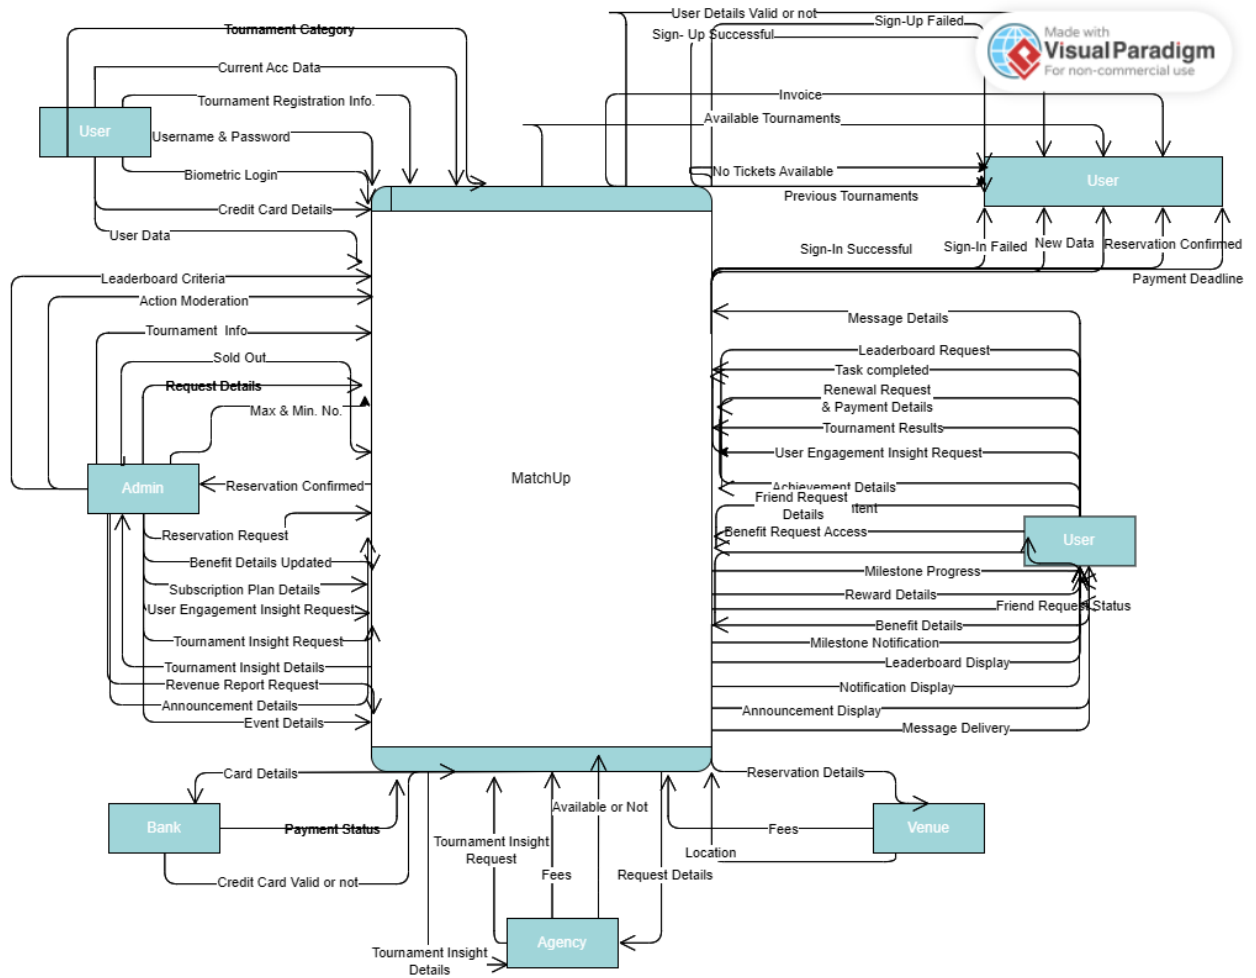 User Details Valid or not
Sign-Up Failed
Tournament Category
Sign- Up Successful
Made with
VisualParadigm
For non-commercial use
Current Acc Data
Tournament Registration Info.
Invoice
Available Tournaments
User
Username & Password
Biometric Login
No Tickets Available
User
Previous Tournaments
Credit Card Details
User Data
Sign-In Successful
Sign-In Failed
New Data
Reservation Confirmed
Leaderboard Criteria
Payment Deadline
Action Moderation
Message Details
Tournament Info
Sold Out
Leaderboard Request
Task completed
Request Details
Renewal Request
& Payment Details
Max & Min. No.
Tournament Results
User Engagement Insight Request
MatchUp
Admin
Reservation Confirmed
Achievement Details
Friend Request
Details
Benefit Request Access
Reservation Request
User
Benefit Details Updated
Milestone Progress
Subscription Plan Details
Reward Details
User Engagement Insight Request
Friend Request Status
Benefit Details
Tournament Insight Request
Milestone Notification
Tournament Insight Details
Leaderboard Display
Revenue Report Request
Notification Display
Announcement Details
Announcement Display
Event Details
Message Delivery
Card Details
Reservation Details
Available or Not
Bank
Payment Status
Fees
Venue
Tournament Insight
Request
Location
Fees
Request Details
Credit Card Valid or not
Agency
Tournament Insight
Details